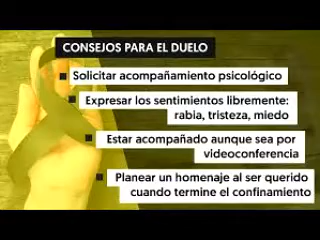 CONSEJOS PARA EL DUELO
Solicitar acompañamiento psicológico
Expresar los sentimientos libremente:
rabia, tristeza, miedo
Estar acompañado aunque sea por
videoconferencia
Planear un homenaje al ser querido
cuando termine el confinamiento